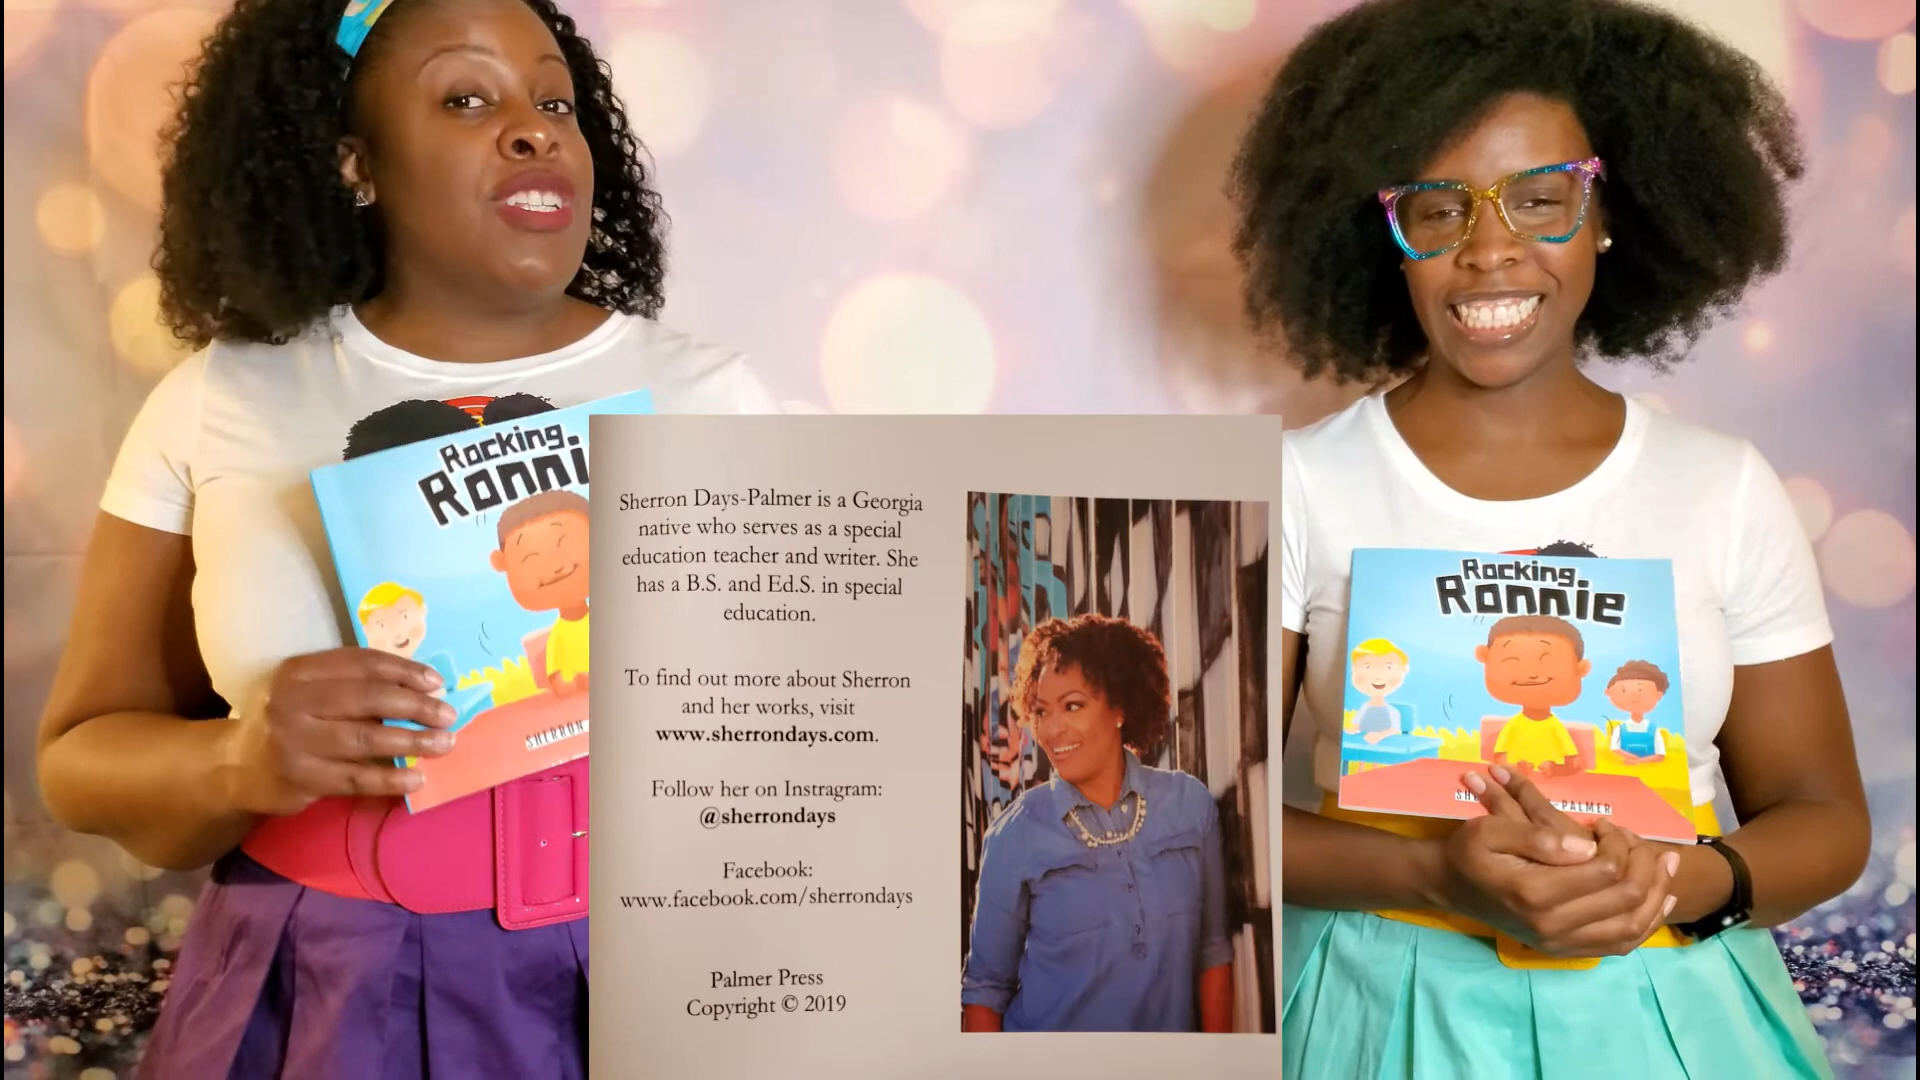 Rocking
Ronni
SHERRON
Sherron Days-Palmer is a Georgia
native who serves as a special
education teacher and writer. She
has a B.S. and Ed.S. in special
education.
To find out more about Sherron
and her works, visit
www.sherrondays.com.
Follow her on Instragram:
@sherrondays
Facebook:
www.facebook.com/sherrondays
Palmer Press
Copyright © 2019
Rocking
Ronnie
SH -PALMER